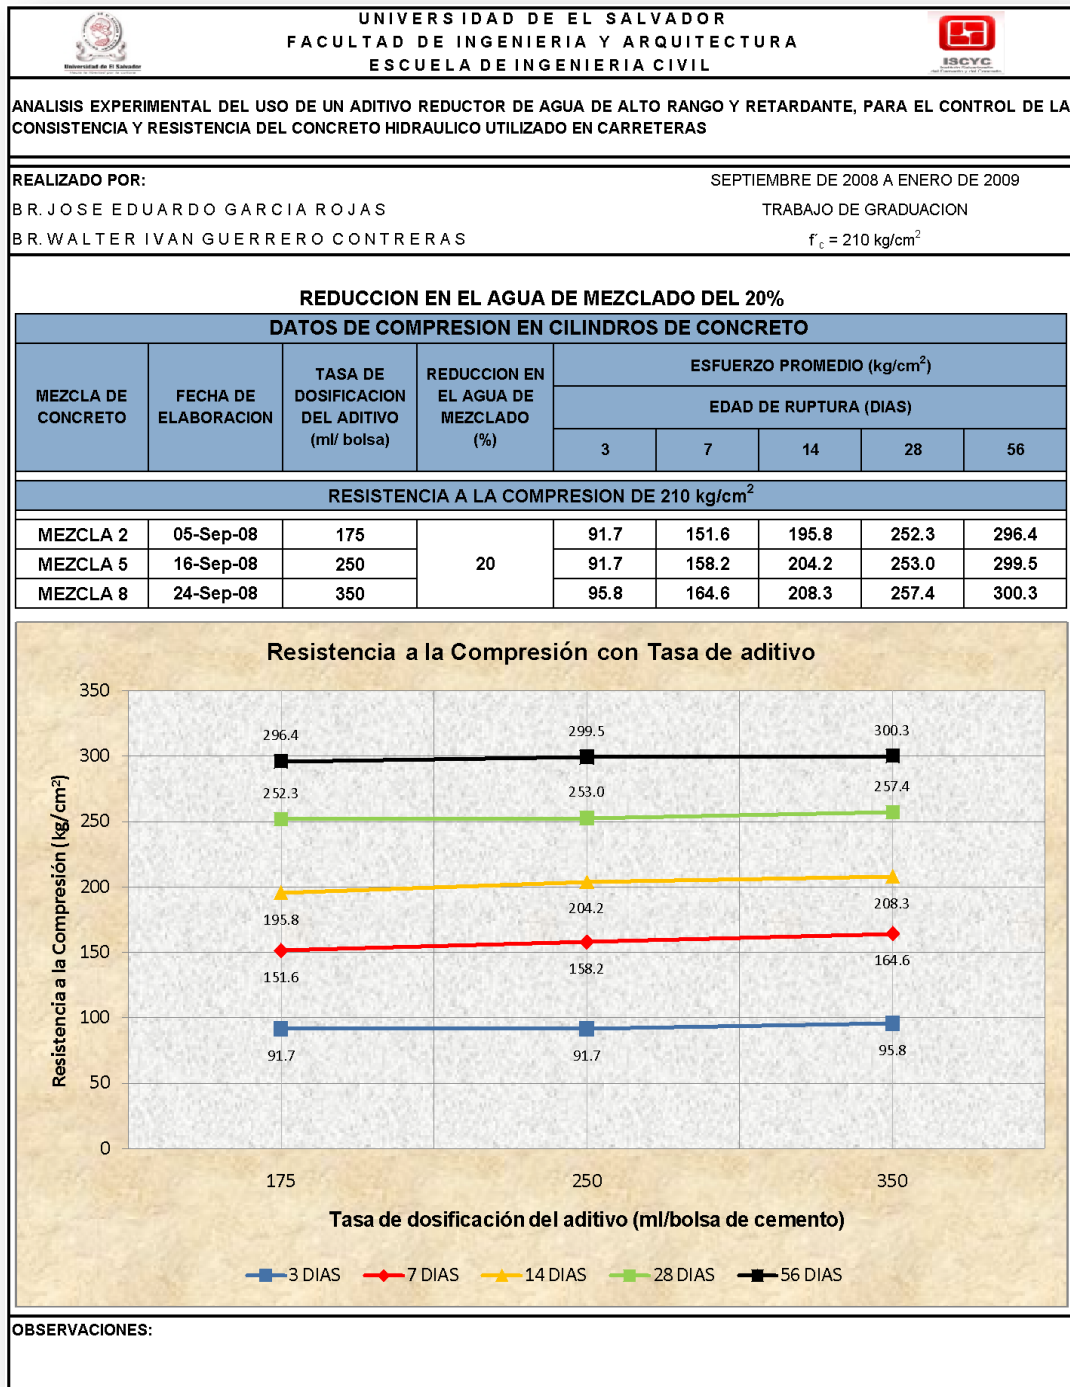 UNIVERSIDAD DE EL SALVADOR
FACULTAD DE INGENIERIA Y ARQUITECTURA
ESCUELA DE INGENIERIA CIVIL
Universidad de El Salvador
ISCYC
ANALISIS EXPERIMENTAL DEL USO DE UN ADITIVO REDUCTOR DE AGUA DE ALTO RANGO Y RETARDANTE, PARA EL CONTROL DE LA
CONSISTENCIA Y RESISTENCIA DEL CONCRETO HIDRAULICO UTILIZADO EN CARRETERAS
REALIZADO POR:
SEPTIEMBRE DE 2008 A ENERO DE 2009
BR. JOSE EDUARDO GARCIA ROJAS
TRABAJO DE GRADUACION
BR. WALTER IVAN GUERRERO CONTRERAS
f´c = 210 kg/cm²
REDUCCION EN EL AGUA DE MEZCLADO DEL 20%
DATOS DE COMPRESION EN CILINDROS DE CONCRETO
MEZCLA DE
CONCRETO
FECHA DE
ELABORACION
TASA DE
DOSIFICACION
DEL ADITIVO
(ml/ bolsa)
REDUCCION EN
EL AGUA DE
MEZCLADO
(%)
ESFUERZO PROMEDIO (kg/cm²)
EDAD DE RUPTURA (DIAS)
3 7 14 28 56
RESISTENCIA A LA COMPRESION DE 210 kg/cm²
MEZCLA 2 05-Sep-08 175 91.7 151.6 195.8 252.3 296.4
MEZCLA 5 16-Sep-08 250 20 91.7 158.2 204.2 253.0 299.5
MEZCLA 8 24-Sep-08 350 95.8 164.6 208.3 257.4 300.3
Resistencia a la Compresión con Tasa de aditivo
Resistencia a la Compresión (kg/cm²)
350
300
250
200
150
100
50
0
296.4 299.5 300.3
252.3 253.0 257.4
195.8 204.2 208.3
151.6 158.2 164.6
91.7 91.7 95.8
175 250 350
Tasa de dosificación del aditivo (ml/bolsa de cemento)
3 DIAS 7 DIAS 14 DIAS 28 DIAS 56 DIAS
OBSERVACIONES: